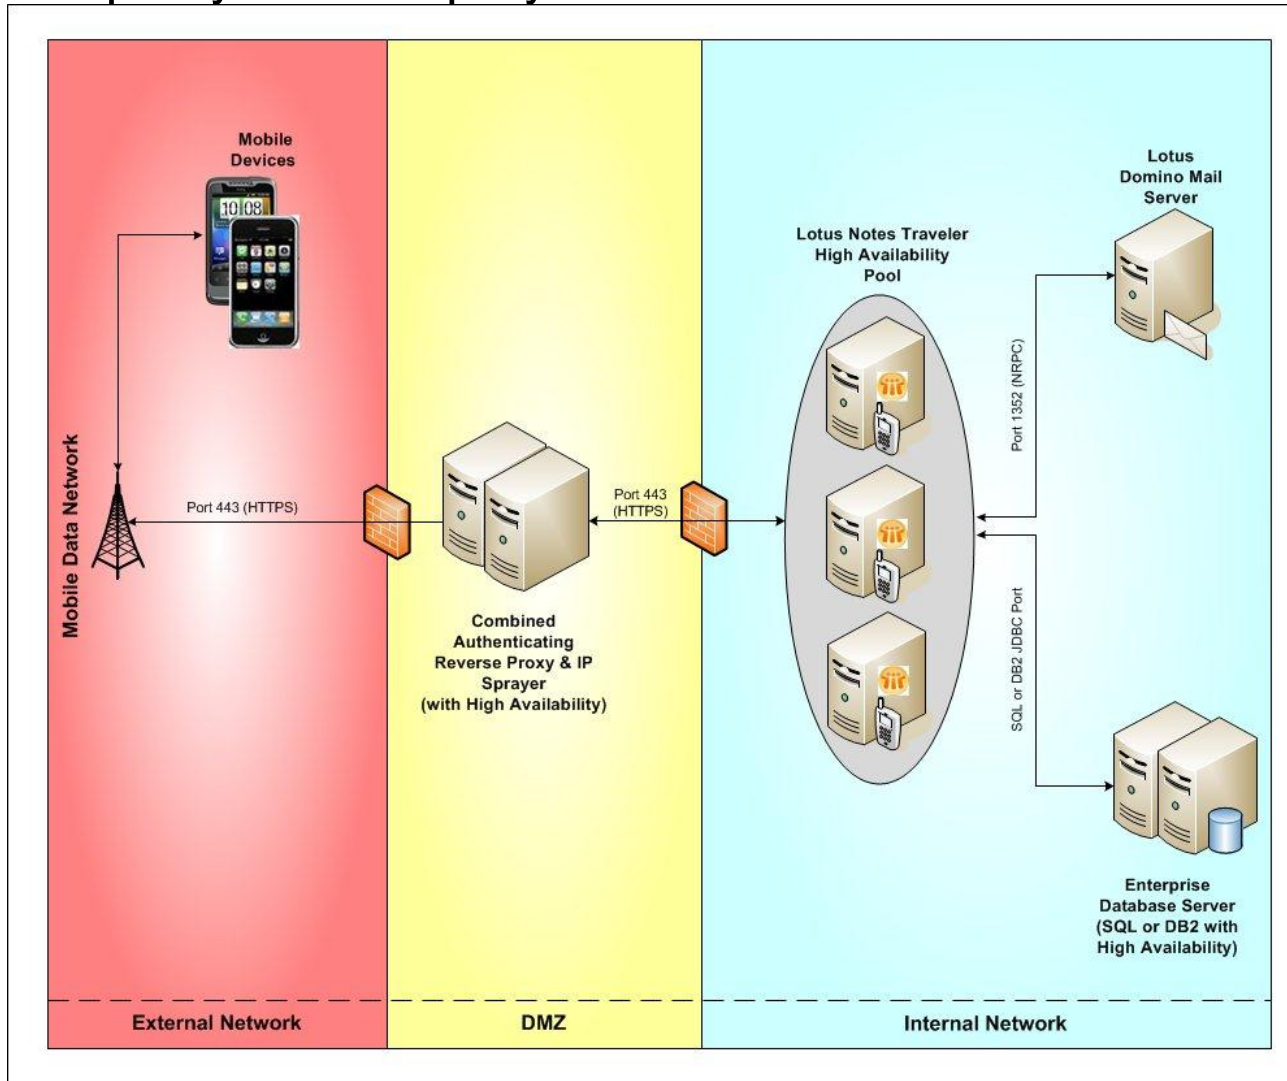 Mobile
Devices
Lotus
Domino Mail
Server
Lotus Notes Traveler
High Availability
Pool
Port 1352 (NRPC)
Mobile Data Network
Port 443 (HTTPS)
Port 443
(HTTPS)
Combined
Authenticating
Reverse Proxy & IP
Sprayer
(with High Availability)
SQL or DB2 JDBC Port
Enterprise
Database Server
(SQL or DB2 with
High Availability)
External Network
DMZ
Internal Network